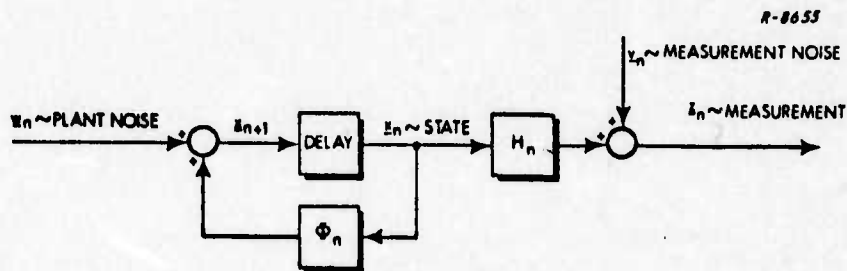 R-8655
v_n ~ MEASUREMENT NOISE
w_n ~ PLANT NOISE
x_n+1
DELAY
x_n ~ STATE
H_n
z_n ~ MEASUREMENT
Φ_n
+
+
+
+